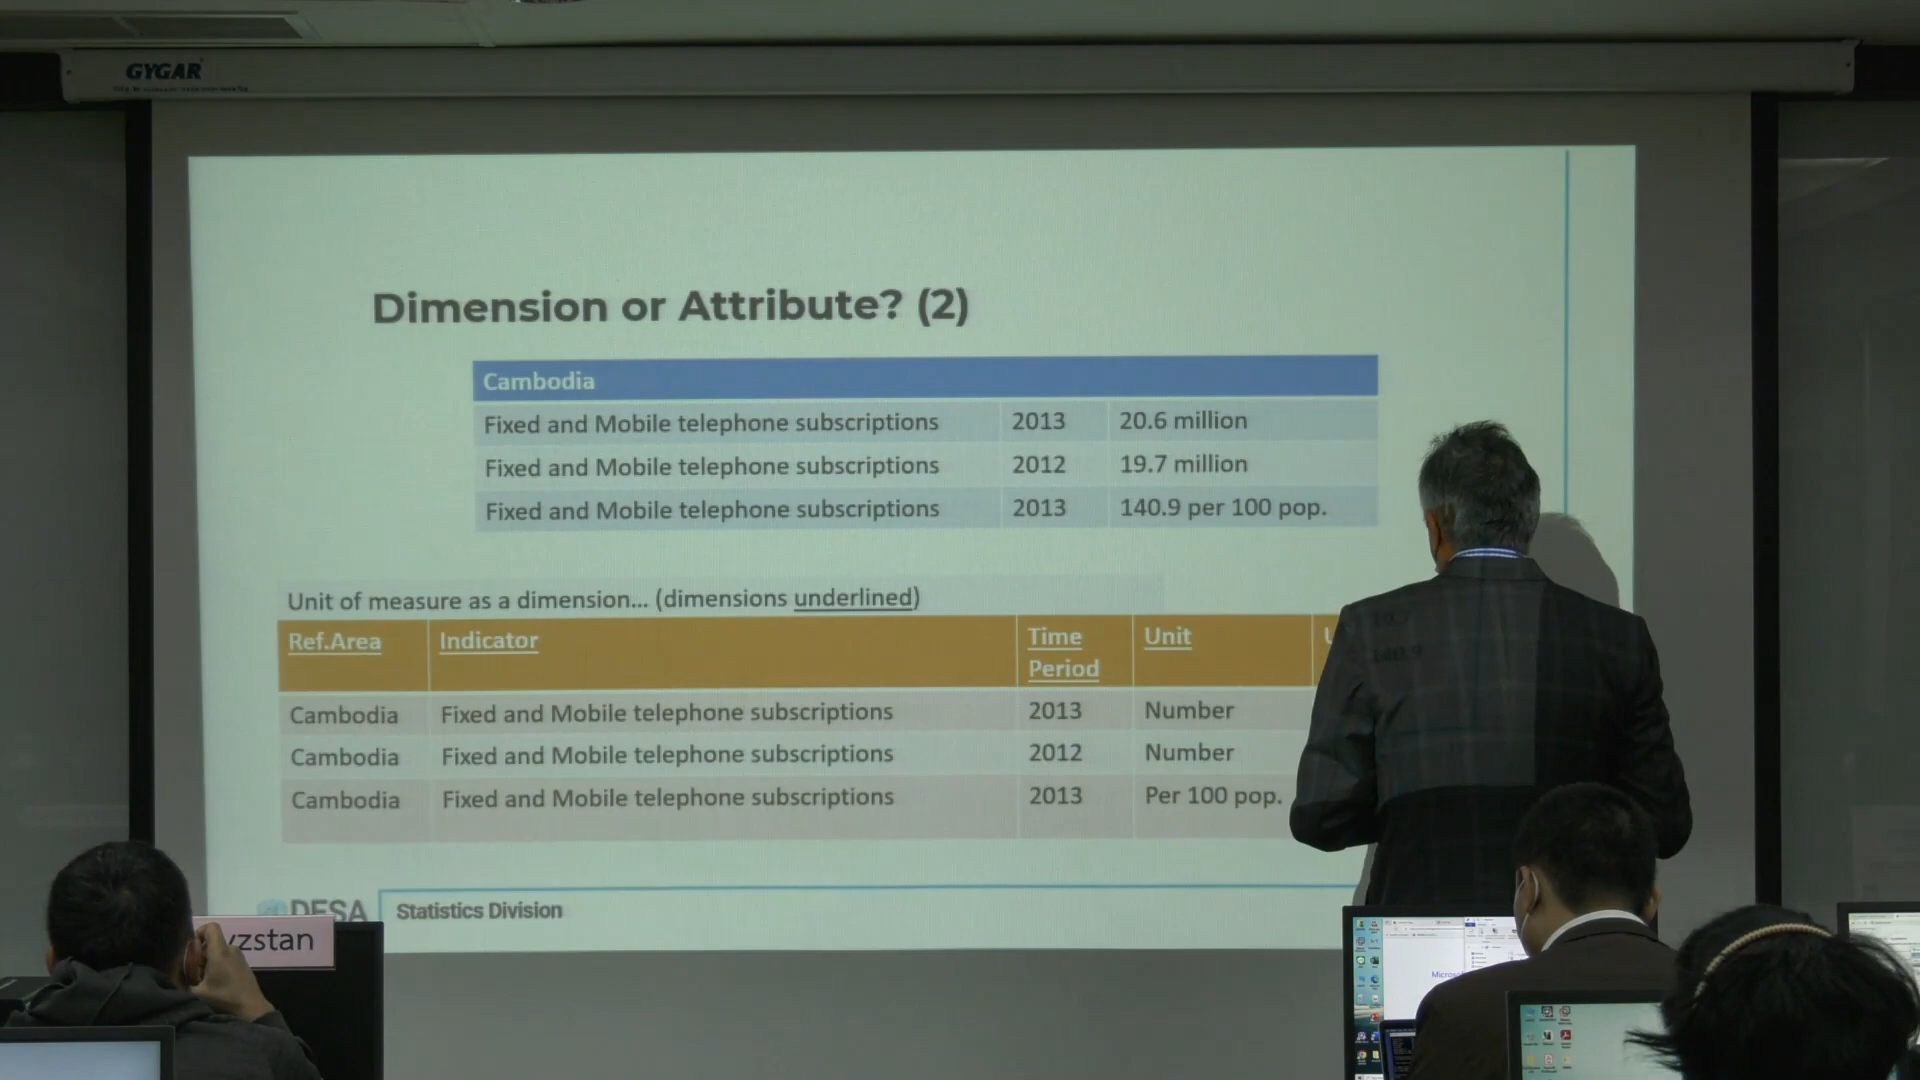 GYGAR
Dimension or Attribute? (2)
Cambodia
Fixed and Mobile telephone subscriptions 2013 20.6 million
Fixed and Mobile telephone subscriptions 2012 19.7 million
Fixed and Mobile telephone subscriptions 2013 140.9 per 100 pop.
Unit of measure as a dimension... (dimensions underlined)
Ref.Area Indicator Time Period Unit
Cambodia Fixed and Mobile telephone subscriptions 2013 Number
Cambodia Fixed and Mobile telephone subscriptions 2012 Number
Cambodia Fixed and Mobile telephone subscriptions 2013 Per 100 pop.
140.9
DESA Statistics Division
yzstan